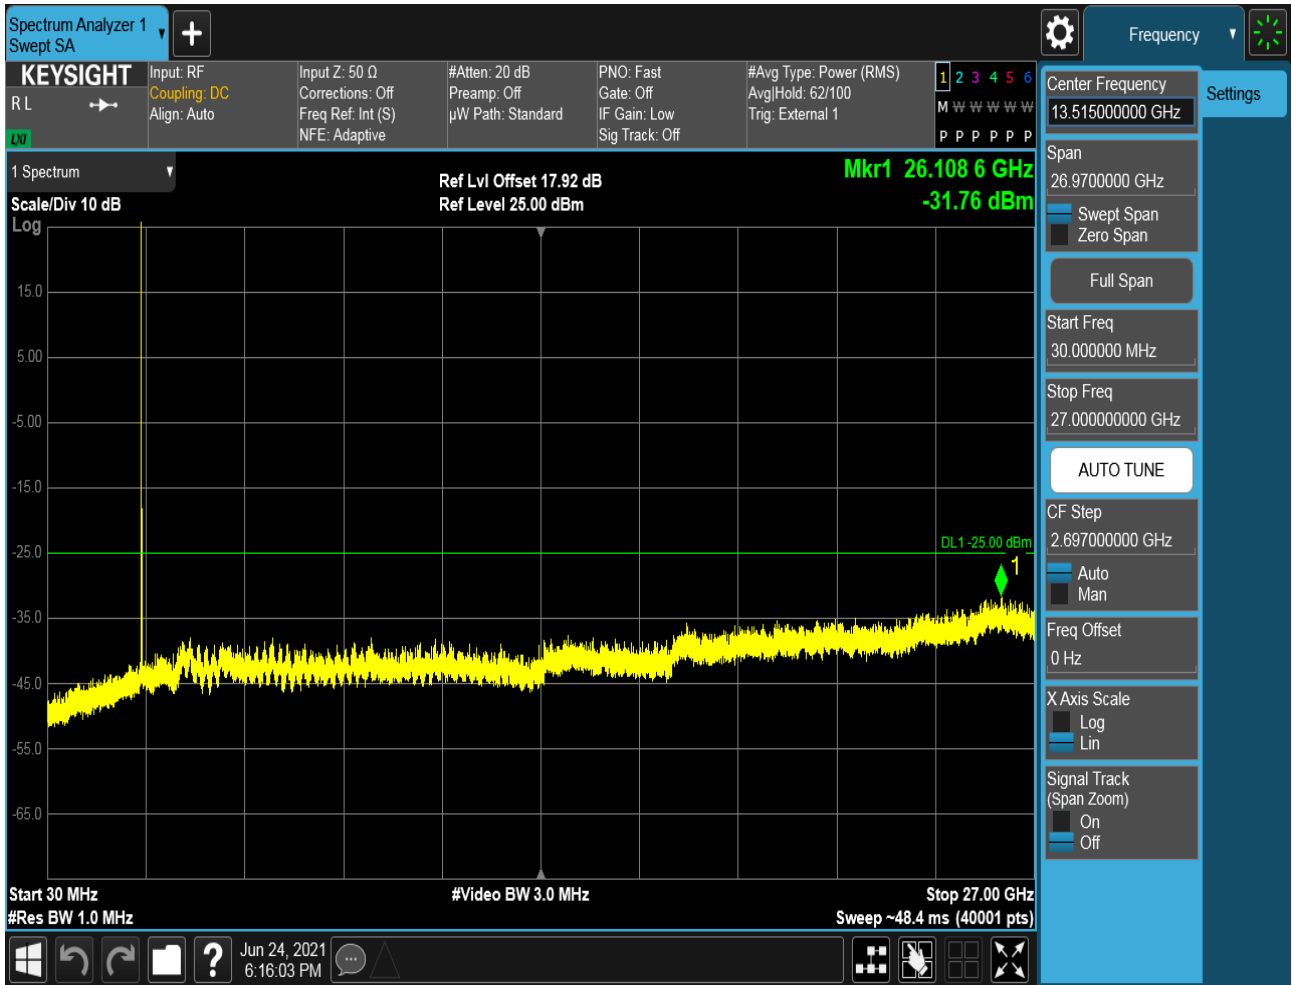 Spectrum Analyzer 1
Swept SA
Frequency
KEYSIGHT
R L
LXI
Input: RF
Coupling: DC
Align: Auto
Input Z: 50 Ω
Corrections: Off
Freq Ref: Int (S)
NFE: Adaptive
#Atten: 20 dB
Preamp: Off
µW Path: Standard
PNO: Fast
Gate: Off
IF Gain: Low
Sig Track: Off
#Avg Type: Power (RMS)
Avg|Hold: 62/100
Trig: External 1
1 2 3 4 5 6
M W W W W W
P P P P P P
1 Spectrum
Scale/Div 10 dB
Log
Ref Lvl Offset 17.92 dB
Ref Level 25.00 dBm
Mkr1 26.108 6 GHz
-31.76 dBm
15.0
5.00
-5.00
-15.0
-25.0
-35.0
-45.0
-55.0
-65.0
DL1 -25.00 dBm
1
Start 30 MHz
#Res BW 1.0 MHz
#Video BW 3.0 MHz
Stop 27.00 GHz
Sweep ~48.4 ms (40001 pts)
Jun 24, 2021
6:16:03 PM
Center Frequency
13.515000000 GHz
Settings
Span
26.9700000 GHz
Swept Span
Zero Span
Full Span
Start Freq
30.000000 MHz
Stop Freq
27.000000000 GHz
AUTO TUNE
CF Step
2.697000000 GHz
Auto
Man
Freq Offset
0 Hz
X Axis Scale
Log
Lin
Signal Track
(Span Zoom)
On
Off